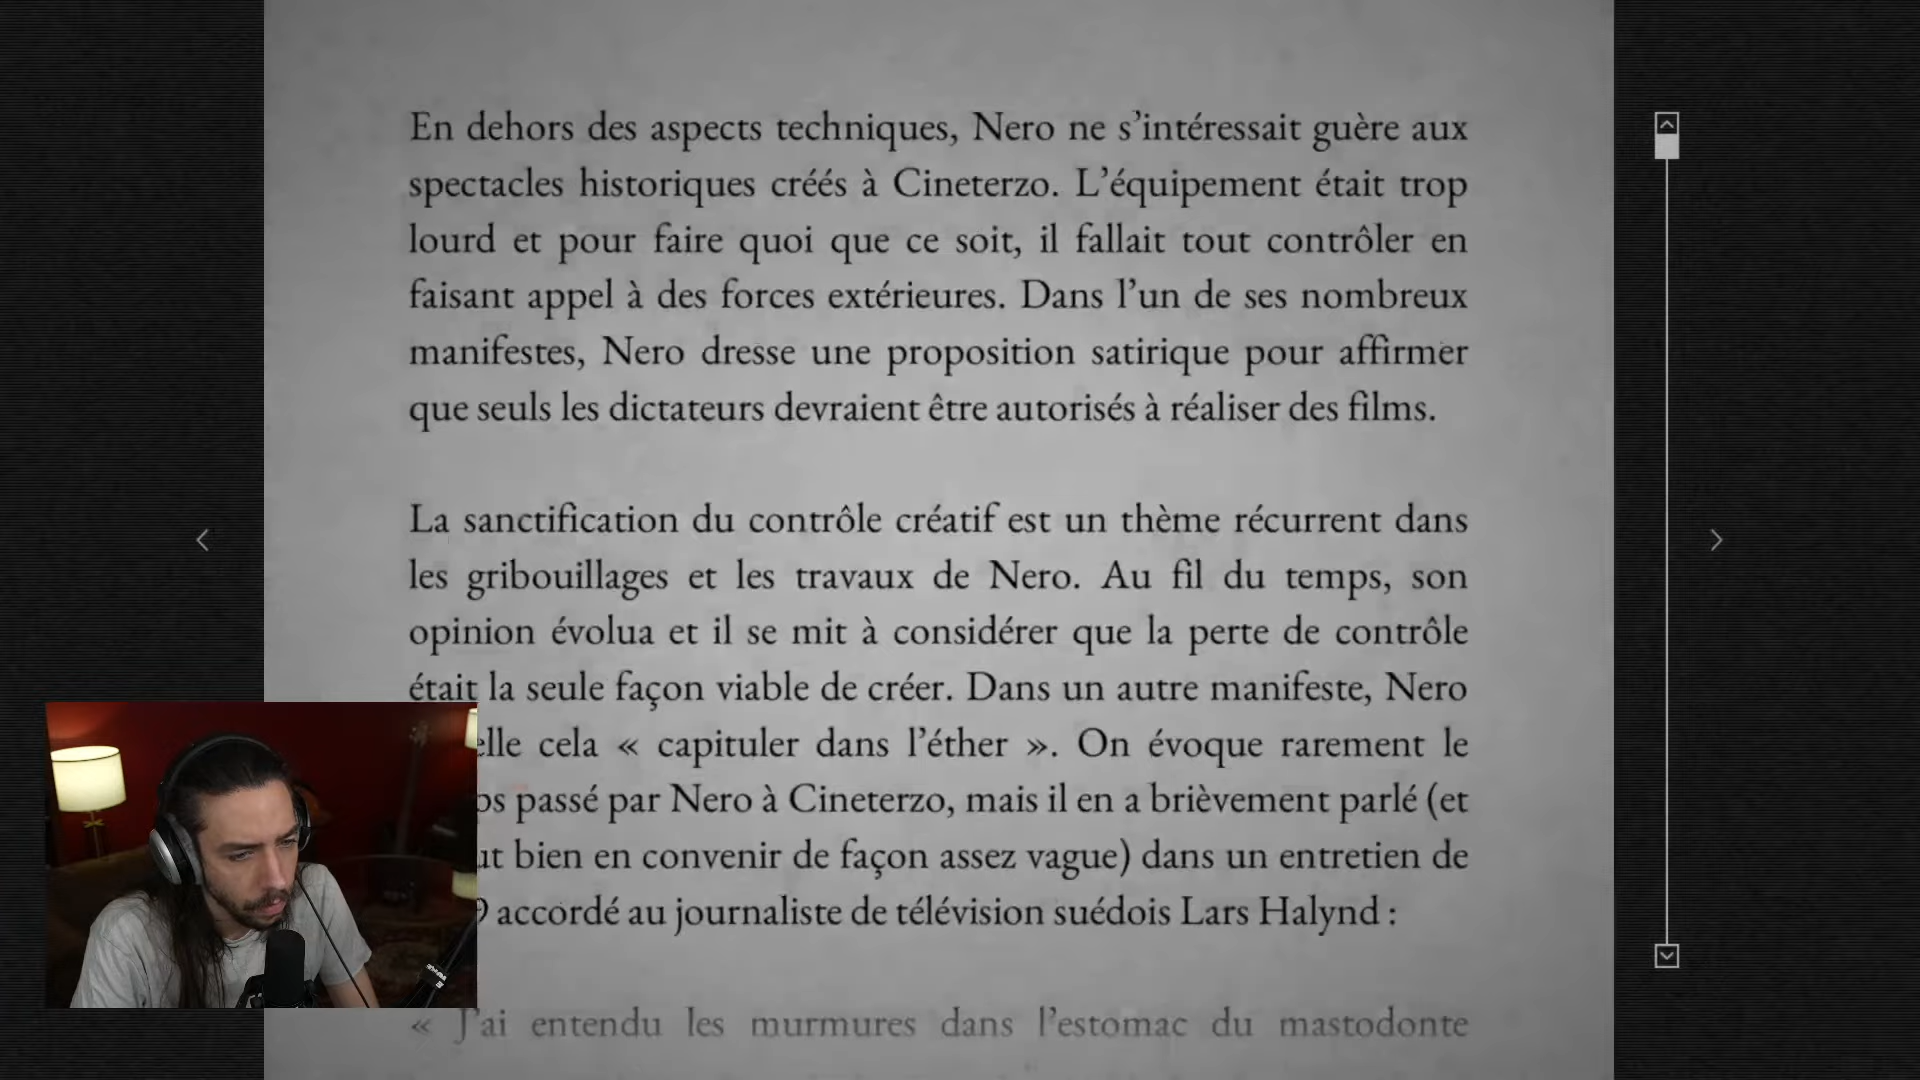 En dehors des aspects techniques, Nero ne s’intéressait guère aux
spectacles historiques créés à Cineterzo. L’équipement était trop
lourd et pour faire quoi que ce soit, il fallait tout contrôler en
faisant appel à des forces extérieures. Dans l’un de ses nombreux
manifestes, Nero dresse une proposition satirique pour affirmer
que seuls les dictateurs devraient être autorisés à réaliser des films.
La sanctification du contrôle créatif est un thème récurrent dans
les gribouillages et les travaux de Nero. Au fil du temps, son
opinion évolua et il se mit à considérer que la perte de contrôle
était la seule façon viable de créer. Dans un autre manifeste, Nero
cela « capituler dans l’éther ». On évoque rarement le
passé par Nero à Cineterzo, mais il en a brièvement parlé (et
bien en convenir de façon assez vague) dans un entretien de
accordé au journaliste de télévision suédois Lars Halynd :
« J’ai entendu les murmures dans l’estomac du mastodonte